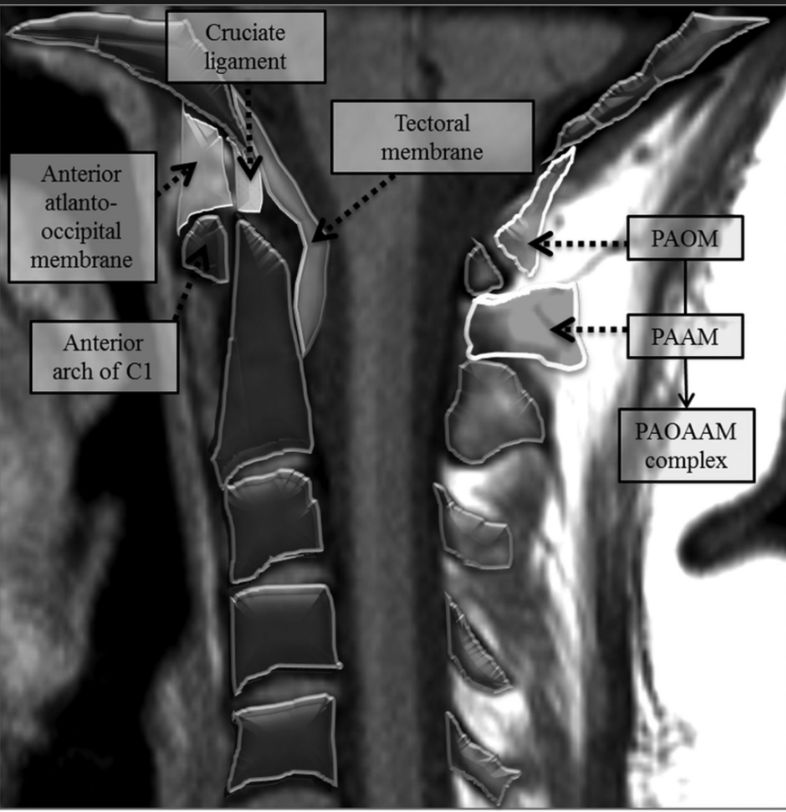 Cruciate
ligament
Tectoral
membrane
Anterior
atlanto-
occipital
membrane
Anterior
arch of C1
PAOM
PAAM
PAOAAM
complex